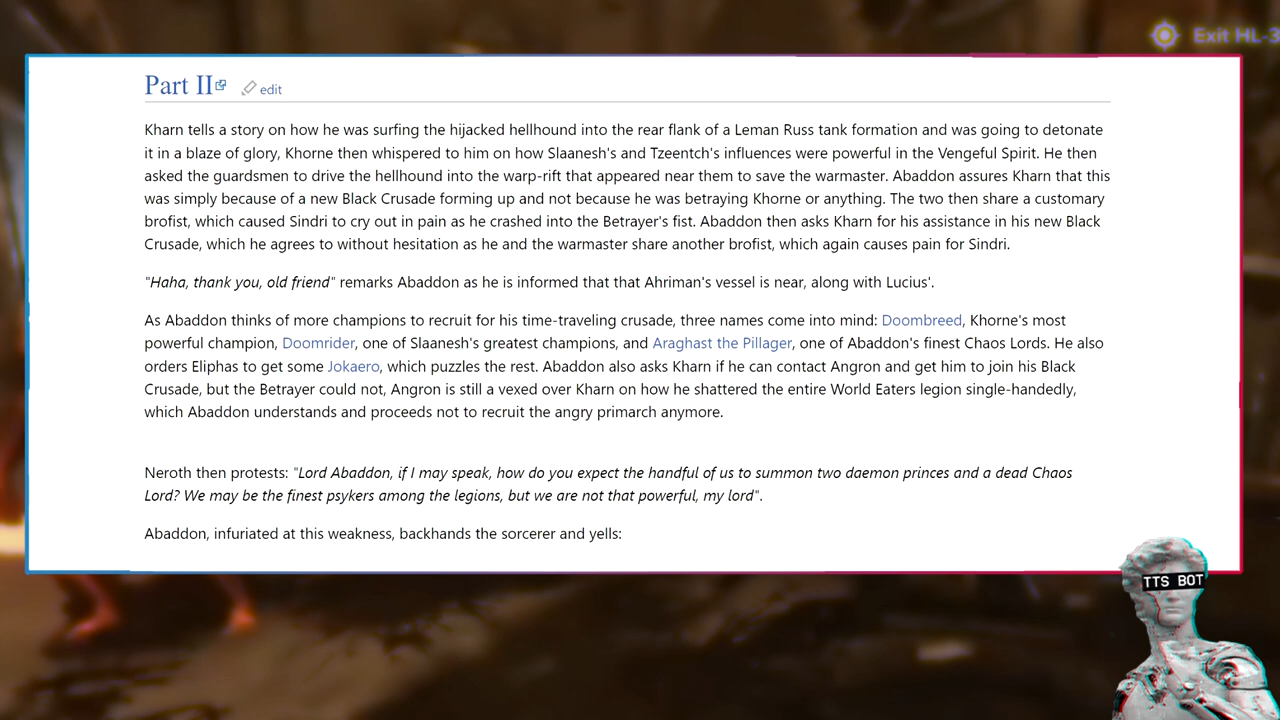 Exit HL-3
Part II edit
Kharn tells a story on how he was surfing the hijacked hellhound into the rear flank of a Leman Russ tank formation and was going to detonate
it in a blaze of glory, Khorne then whispered to him on how Slaanesh's and Tzeentch's influences were powerful in the Vengeful Spirit. He then
asked the guardsmen to drive the hellhound into the warp-rift that appeared near them to save the warmaster. Abaddon assures Kharn that this
was simply because of a new Black Crusade forming up and not because he was betraying Khorne or anything. The two then share a customary
brofist, which caused Sindri to cry out in pain as he crashed into the Betrayer's fist. Abaddon then asks Kharn for his assistance in his new Black
Crusade, which he agrees to without hesitation as he and the warmaster share another brofist, which again causes pain for Sindri.
"Haha, thank you, old friend" remarks Abaddon as he is informed that that Ahriman's vessel is near, along with Lucius'.
As Abaddon thinks of more champions to recruit for his time-traveling crusade, three names come into mind: Doombreed, Khorne's most
powerful champion, Doomrider, one of Slaanesh's greatest champions, and Araghast the Pillager, one of Abaddon's finest Chaos Lords. He also
orders Eliphas to get some Jokaero, which puzzles the rest. Abaddon also asks Kharn if he can contact Angron and get him to join his Black
Crusade, but the Betrayer could not, Angron is still a vexed over Kharn on how he shattered the entire World Eaters legion single-handedly,
which Abaddon understands and proceeds not to recruit the angry primarch anymore.
Neroth then protests: "Lord Abaddon, if I may speak, how do you expect the handful of us to summon two daemon princes and a dead Chaos
Lord? We may be the finest psykers among the legions, but we are not that powerful, my lord".
Abaddon, infuriated at this weakness, backhands the sorcerer and yells:
TTS BOT